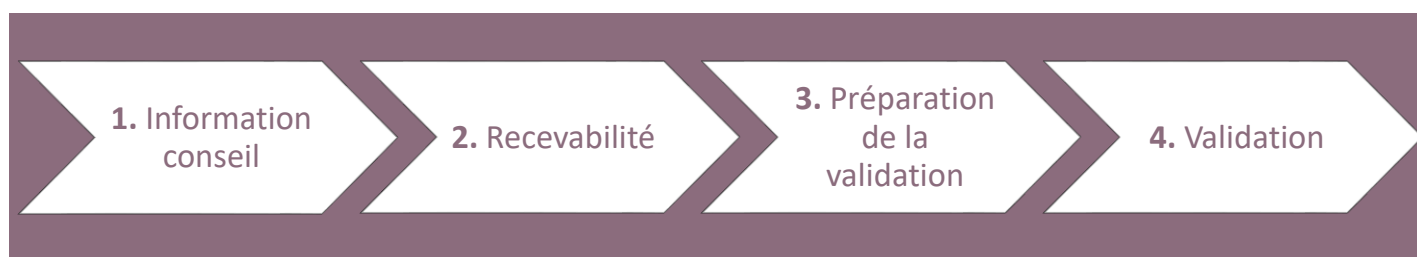 1. Information
conseil
2. Recevabilité
3. Préparation
de la
validation
4. Validation